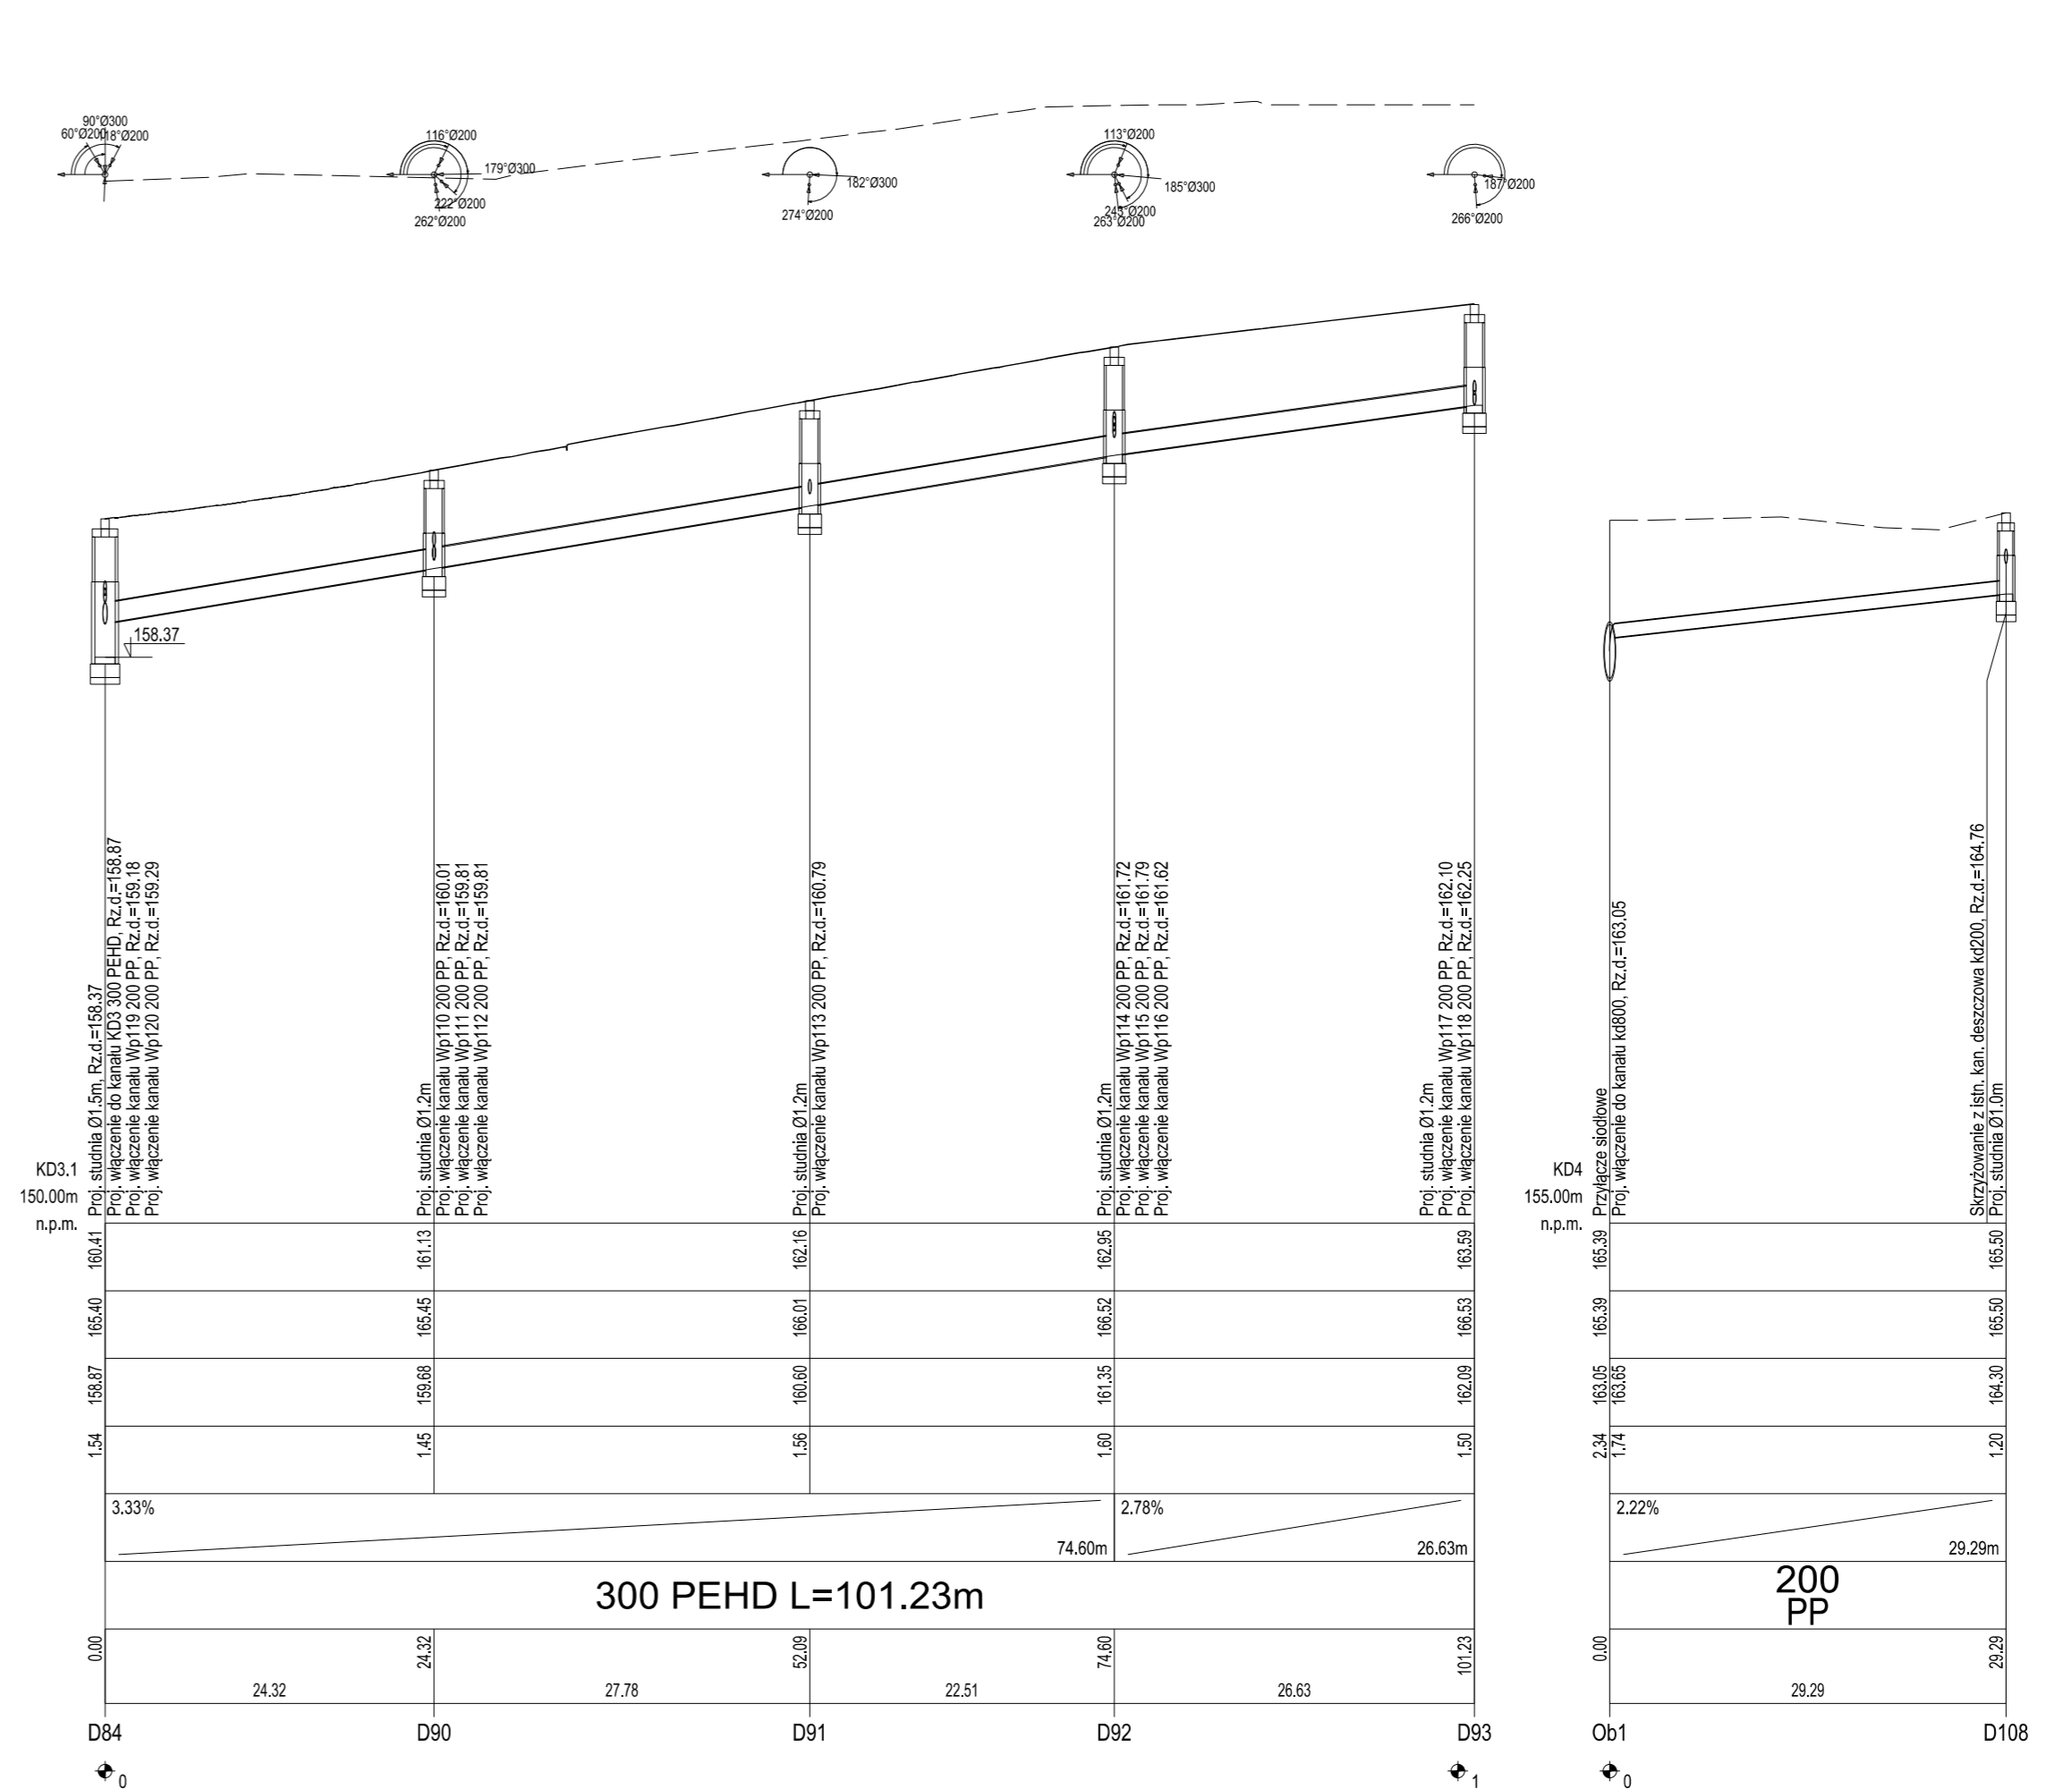 90°Ø300
60°Ø200
118°Ø200
116°Ø200
179°Ø300
222°Ø200
262°Ø200
182°Ø300
274°Ø200
113°Ø200
185°Ø300
263°Ø200
187°Ø200
266°Ø200
158.37
KD3.1
150.00m
n.p.m.
Proj. studnia Ø1.5m, Rz.d.=158.37
Proj. włączenie do kanału KD3 300 PEHD, Rz.d.=158.87
Proj. włączenie kanału Wp119 200 PP, Rz.d.=159.18
Proj. włączenie kanału Wp120 200 PP, Rz.d.=159.29
Proj. studnia Ø1.2m
Proj. włączenie kanału Wp110 200 PP, Rz.d.=160.01
Proj. włączenie kanału Wp111 200 PP, Rz.d.=159.81
Proj. włączenie kanału Wp112 200 PP, Rz.d.=159.81
Proj. studnia Ø1.2m
Proj. włączenie kanału Wp113 200 PP, Rz.d.=160.79
Proj. studnia Ø1.2m
Proj. włączenie kanału Wp114 200 PP, Rz.d.=161.72
Proj. włączenie kanału Wp115 200 PP, Rz.d.=161.79
Proj. włączenie kanału Wp116 200 PP, Rz.d.=161.62
Proj. studnia Ø1.2m
Proj. włączenie kanału Wp117 200 PP, Rz.d.=162.10
Proj. włączenie kanału Wp118 200 PP, Rz.d.=162.25
160.41 161.13 162.16 162.95 163.59
165.40 165.45 166.01 166.52 166.53
158.87 159.68 160.60 161.35 162.09
1.54 1.45 1.56 1.60 1.50
3.33% 74.60m 2.78% 26.63m
300 PEHD L=101.23m
0.00 24.32 52.09 74.60 101.23
24.32 27.78 22.51 26.63
D84 D90 D91 D92 D93
0 1
KD4
155.00m
n.p.m.
Przyłącze siodłowe
Proj. włączenie do kanału kd800, Rz.d.=163.05
Skrzyżowanie z istn. kan. deszczowa kd200, Rz.d.=164.76
Proj. studnia Ø1.0m
165.39 165.50
165.39 165.50
163.05 163.65 164.30
2.34 1.74 1.20
2.22% 29.29m
200
PP
0.00 29.29
29.29
Ob1 D108
0